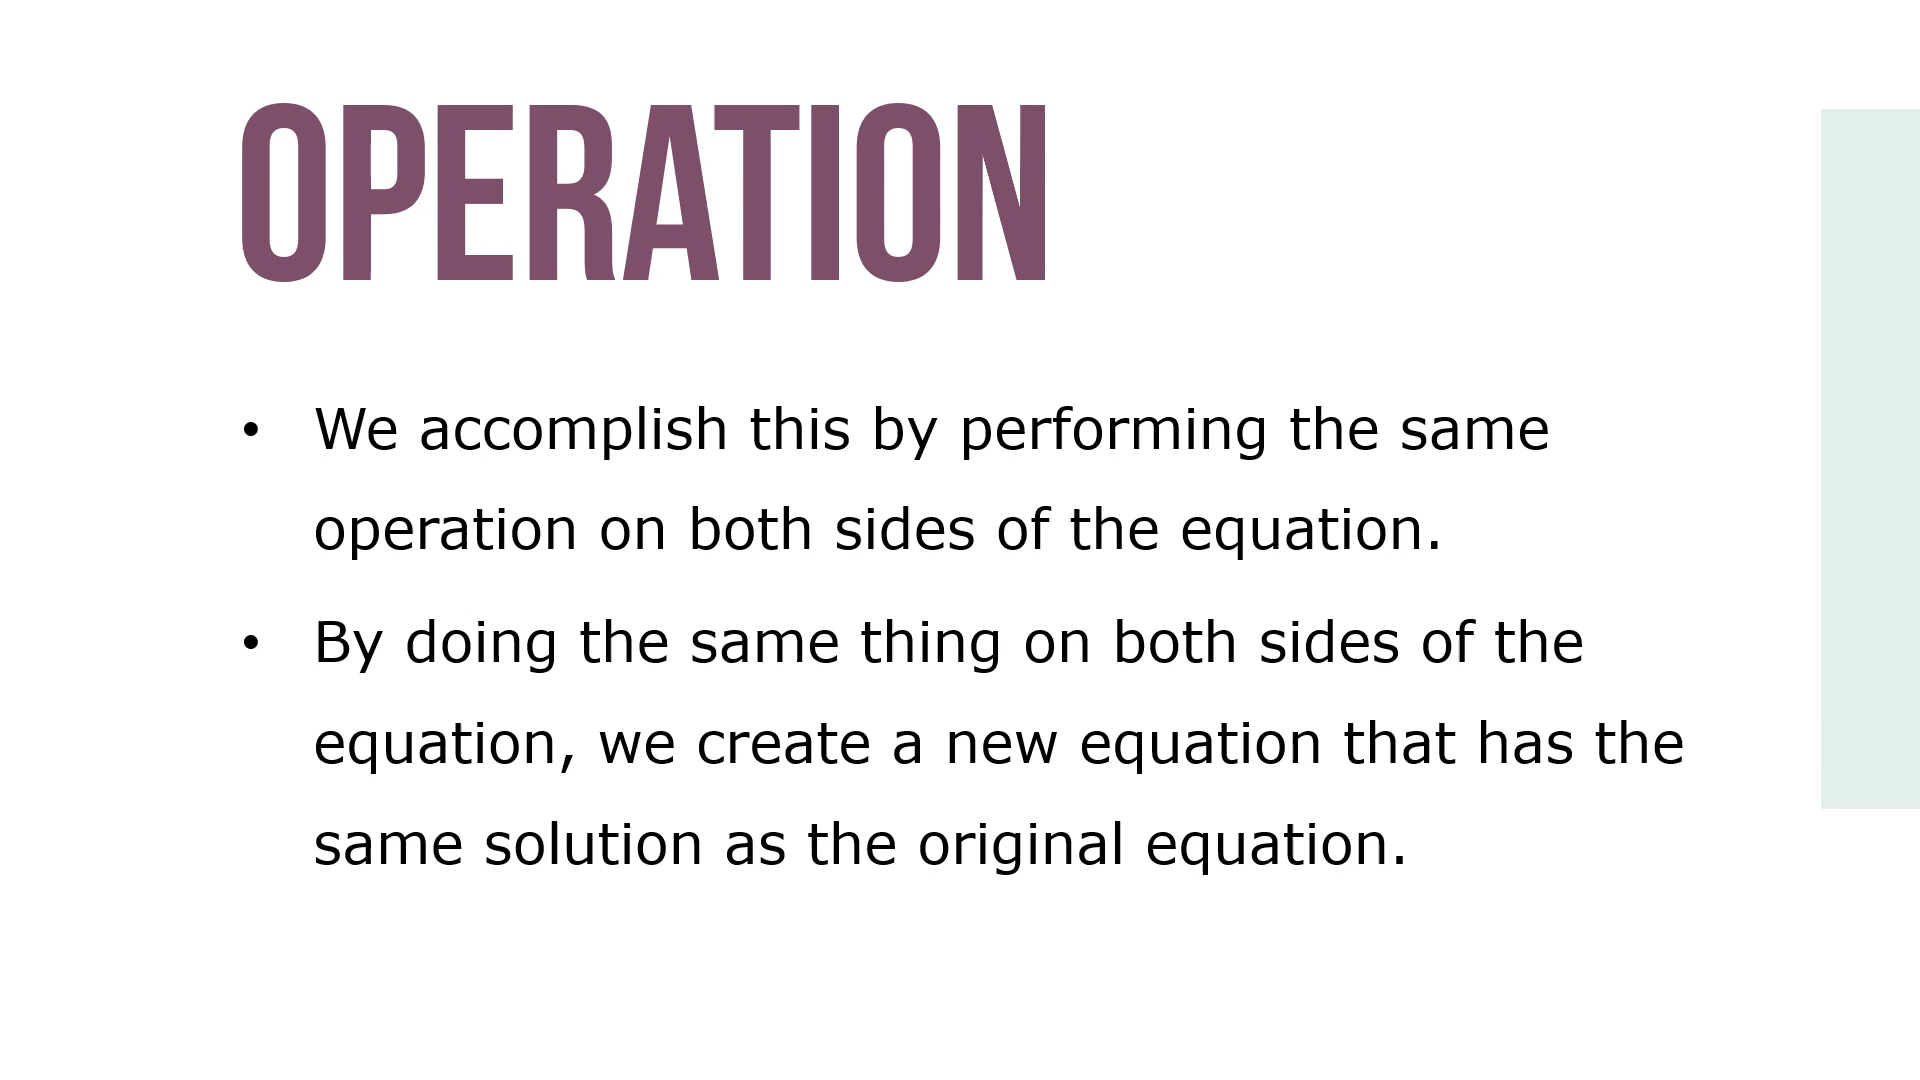 OPERATION
• We accomplish this by performing the same
operation on both sides of the equation.
• By doing the same thing on both sides of the
equation, we create a new equation that has the
same solution as the original equation.